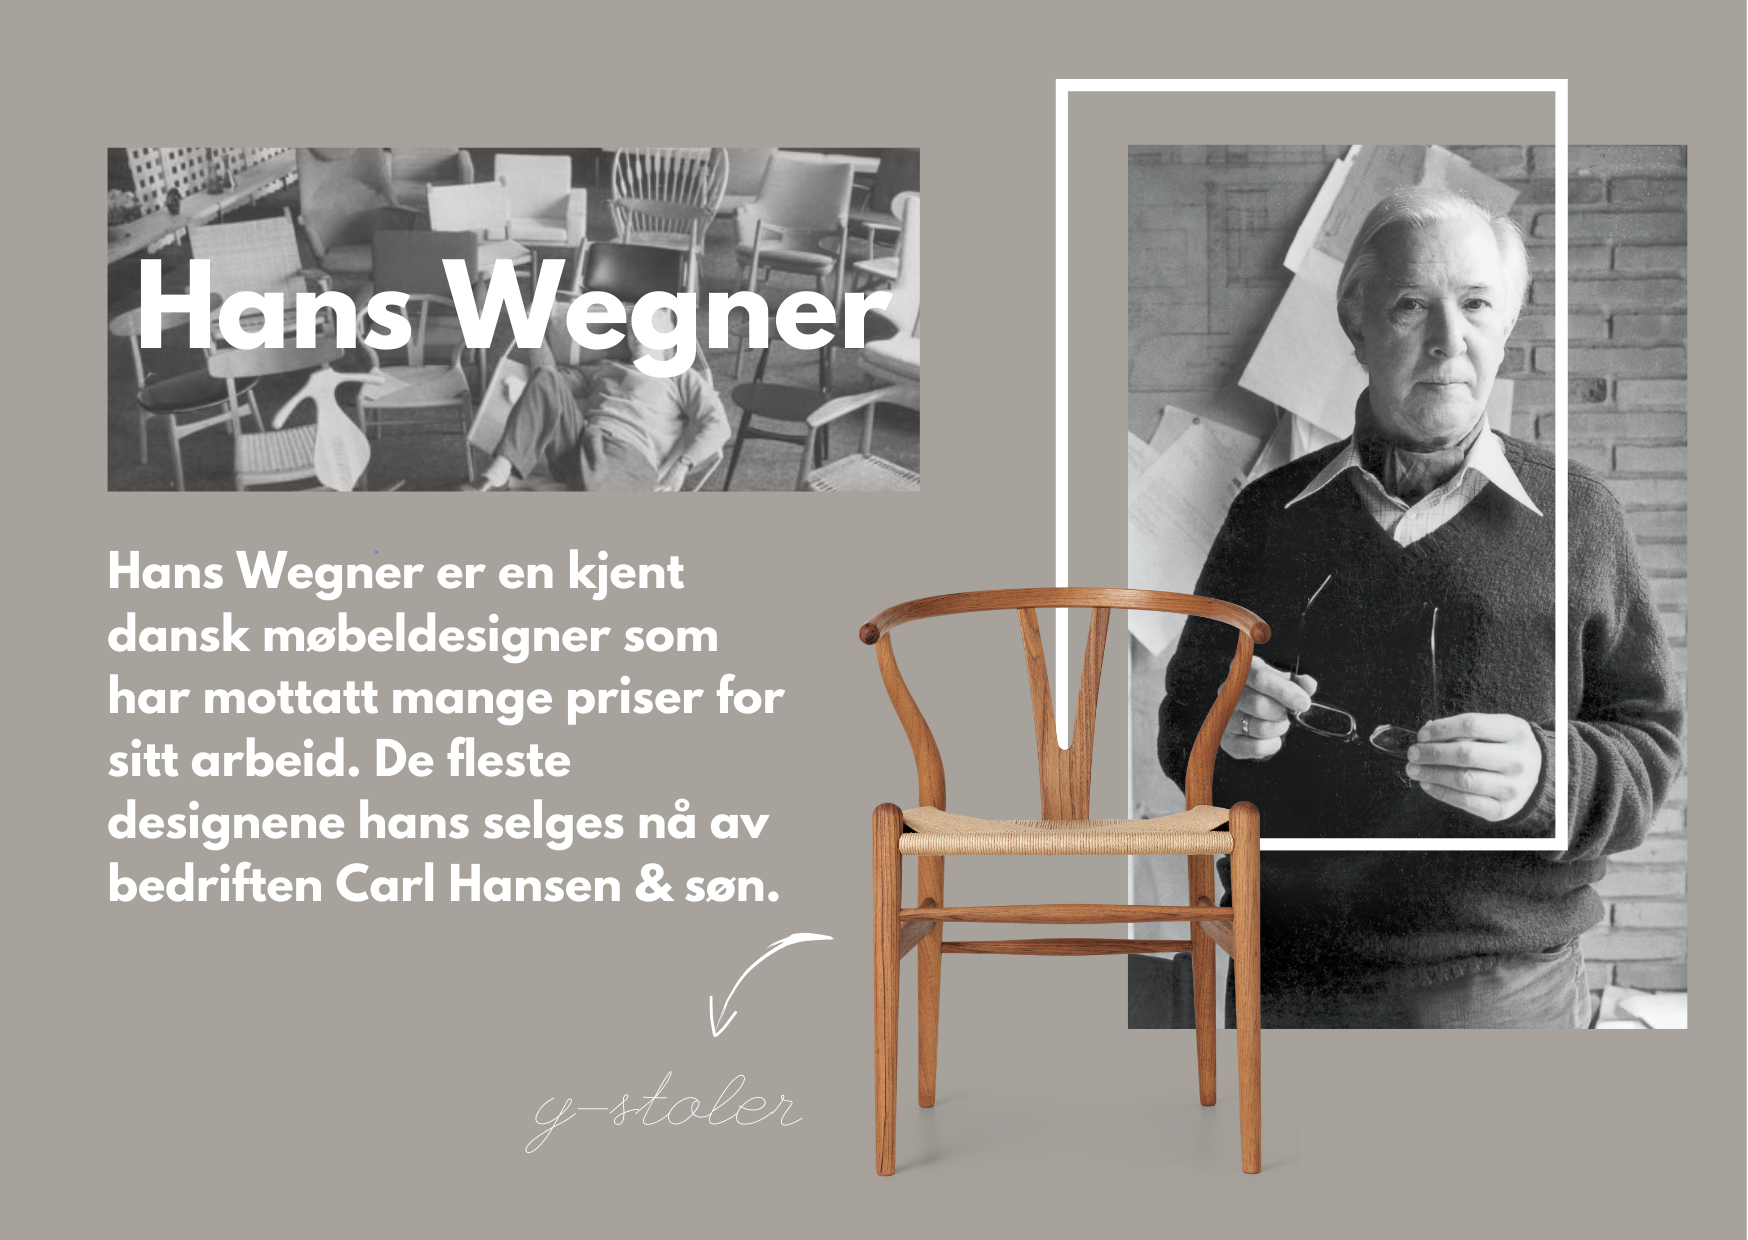 Hans Wegner
Hans Wegner er en kjent
dansk møbeldesigner som
har mottatt mange priser for
sitt arbeid. De fleste
designene hans selges nå av
bedriften Carl Hansen & søn.
y-stoler